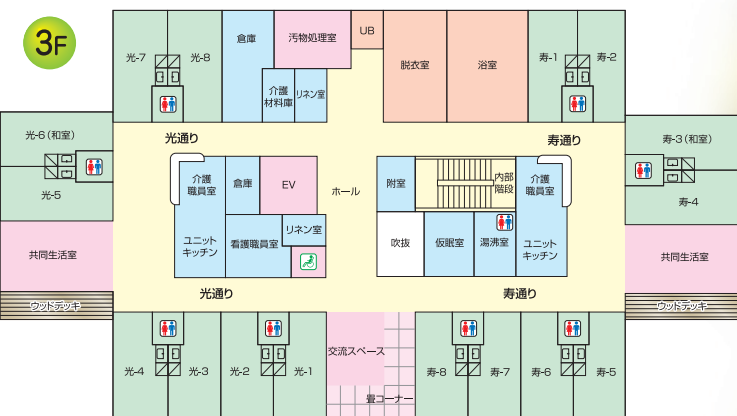 3F
光-7
光-8
倉庫
汚物処理室
UB
脱衣室
浴室
寿-1
寿-2
介護
材料庫
リネン室
光通り
寿通り
光-6(和室)
光-5
寿-3(和室)
寿-4
介護
職員室
倉庫
EV
ホール
附室
内部
階段
介護
職員室
ユニット
キッチン
看護職員室
リネン室
吹抜
仮眠室
湯沸室
ユニット
キッチン
共同生活室
共同生活室
ウッドデッキ
ウッドデッキ
光通り
寿通り
光-4
光-3
光-2
光-1
交流スペース
畳コーナー
寿-8
寿-7
寿-6
寿-5